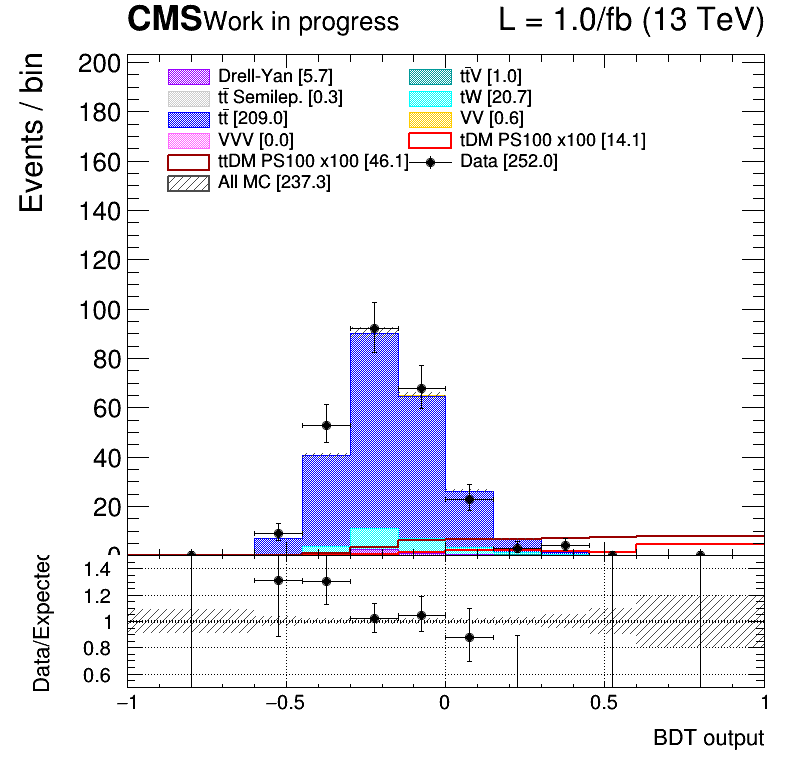 CMS Work in progress L = 1.0/fb (13 TeV)
Events / bin
200
180
160
140
120
100
80
60
40
20
0
Drell-Yan [5.7] tt̄V [1.0]
tt̄ Semilep. [0.3] tW [20.7]
tt̄ [209.0] VV [0.6]
VVV [0.0] tDM PS100 x100 [14.1]
ttDM PS100 x100 [46.1] Data [252.0]
All MC [237.3]
Data/Expected
1.4
1.2
1
0.8
0.6
−1 −0.5 0 0.5 1
BDT output